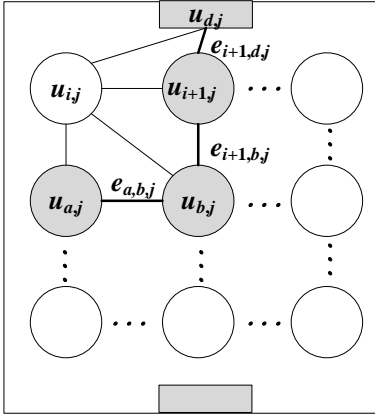 u_{d,j}
e_{i+1,d,j}
u_{i,j} u_{i+1,j} ...
e_{i+1,b,j}
e_{a,b,j}
u_{a,j} u_{b,j} ...
... ...